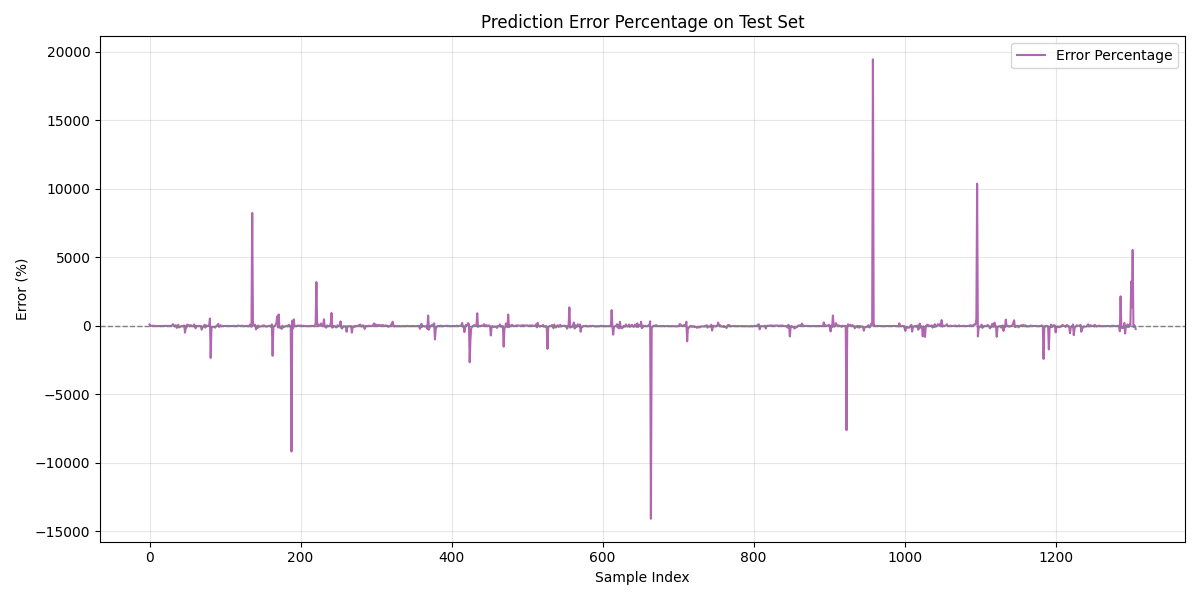 Prediction Error Percentage on Test Set
Error Percentage
20000
15000
10000
5000
0
−5000
−10000
−15000
Error (%)
0 200 400 600 800 1000 1200
Sample Index